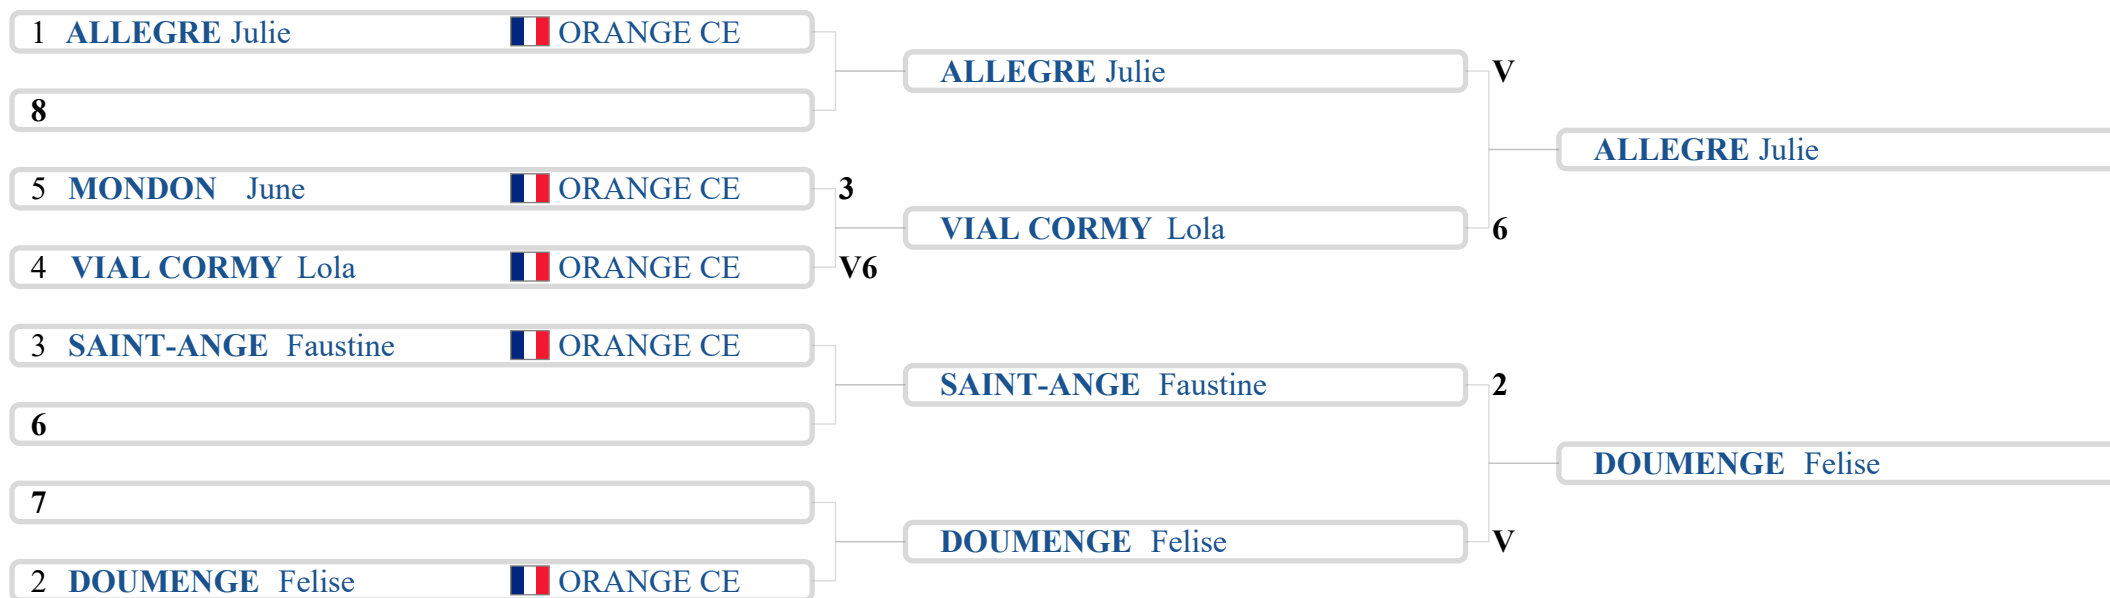 1 ALLEGRE Julie ORANGE CE
8
5 MONDON June ORANGE CE 3
4 VIAL CORMY Lola ORANGE CE V6
3 SAINT-ANGE Faustine ORANGE CE
6
7
2 DOUMENGE Felise ORANGE CE
ALLEGRE Julie V
VIAL CORMY Lola 6
SAINT-ANGE Faustine 2
DOUMENGE Felise V
ALLEGRE Julie
DOUMENGE Felise